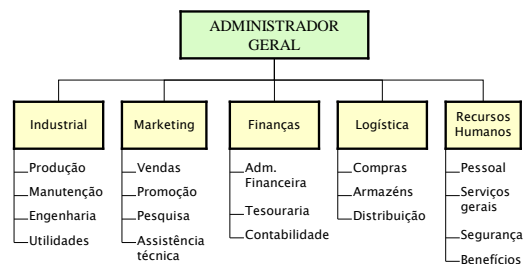 ADMINISTRADOR
GERAL
Industrial
Marketing
Finanças
Logística
Recursos
Humanos
Produção
Manutenção
Engenharia
Utilidades
Vendas
Promoção
Pesquisa
Assistência
técnica
Adm.
Financeira
Tesouraria
Contabilidade
Compras
Armazéns
Distribuição
Pessoal
Serviços
gerais
Segurança
Benefícios